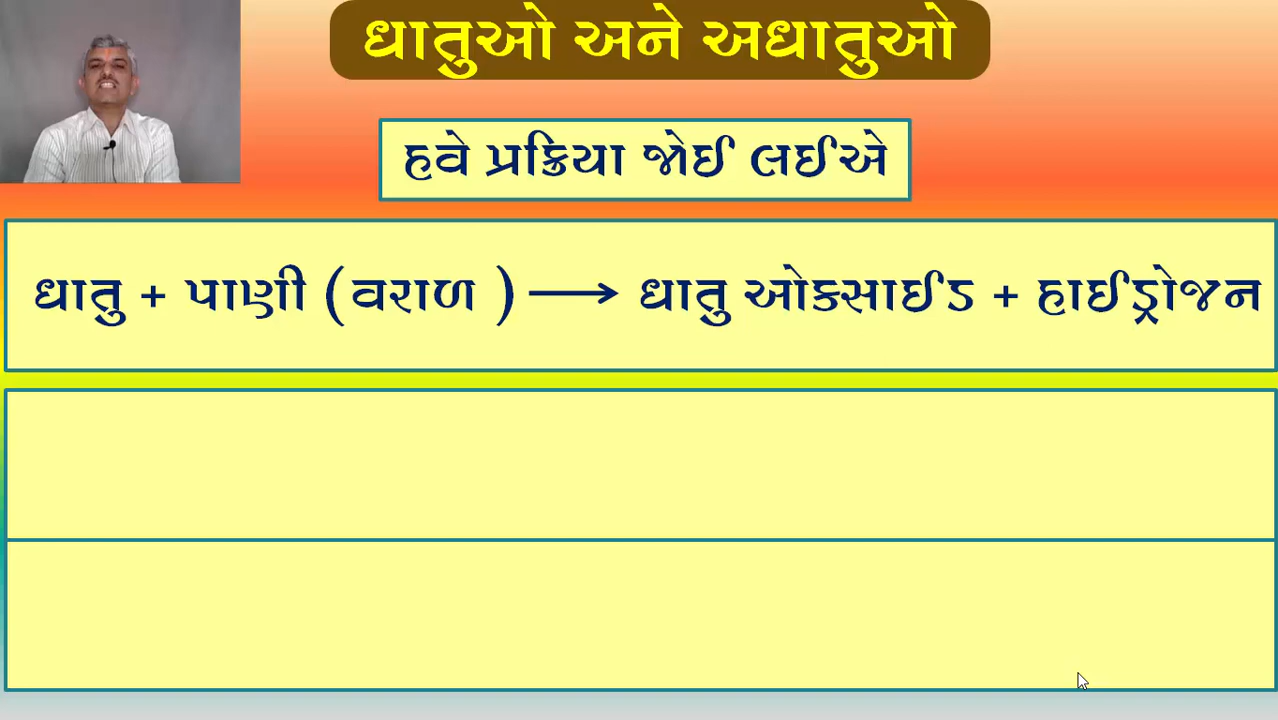 ધાતુઓ અને અધાતુઓ
હવે પ્રક્રિયા જોઈ લઈએ
ધાતુ + પાણી (વરાળ ) ⟶ ધાતુ ઓક્સાઈડ + હાઈડ્રોજન